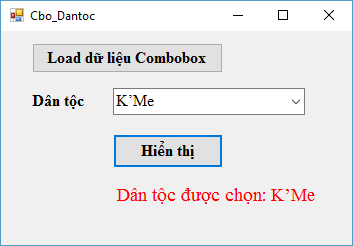 Cbo_Dantoc
Load dữ liệu Combobox
Dân tộc K’Me
Hiển thị
Dân tộc được chọn: K’Me